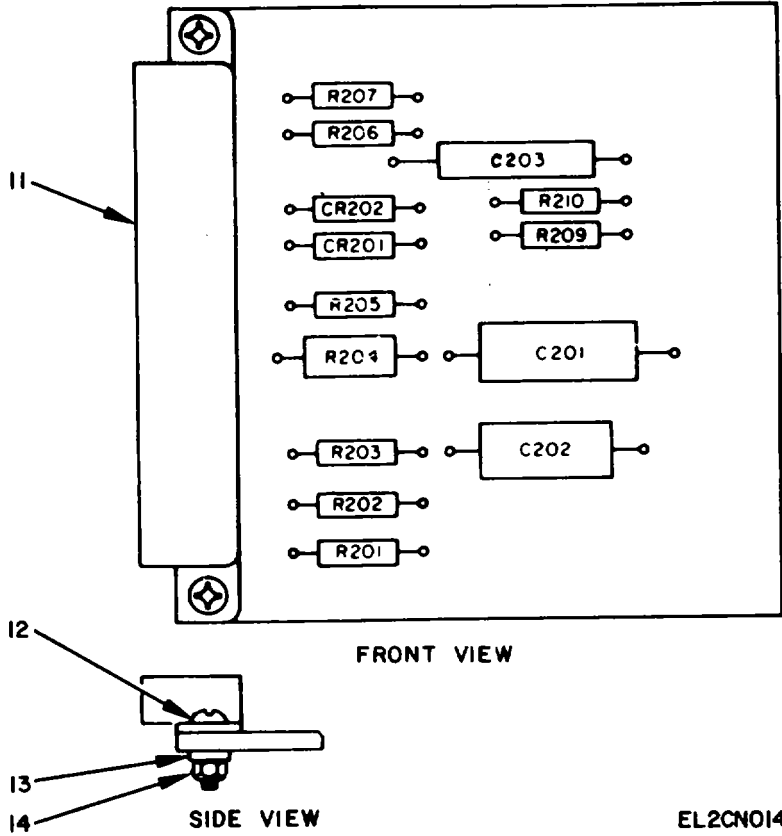 R207
R206
C203
11
CR202
R210
CR201
R209
R205
R204
C201
R203
C202
R202
R201
12
FRONT VIEW
13
14
SIDE VIEW
EL2CN014